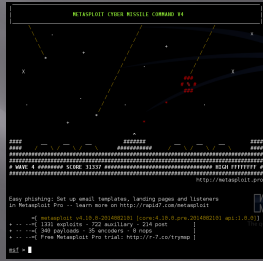 METASPLOIT CYBER MISSILE COMMAND V4
X
X
# WAVE 4 ######## SCORE 31337 ################################## HIGH FFFFFFFF #
http://metasploit.pro
Easy phishing: Set up email templates, landing pages and listeners
in Metasploit Pro -- learn more on http://rapid7.com/metasploit
=[ metasploit v4.10.0-2014082101 [core:4.10.0.pre.2014082101 api:1.0.0]]
+ -- --=[ 1331 exploits - 722 auxiliary - 214 post ]
+ -- --=[ 340 payloads - 35 encoders - 8 nops ]
+ -- --=[ Free Metasploit Pro trial: http://r-7.co/trymsp ]
msf >